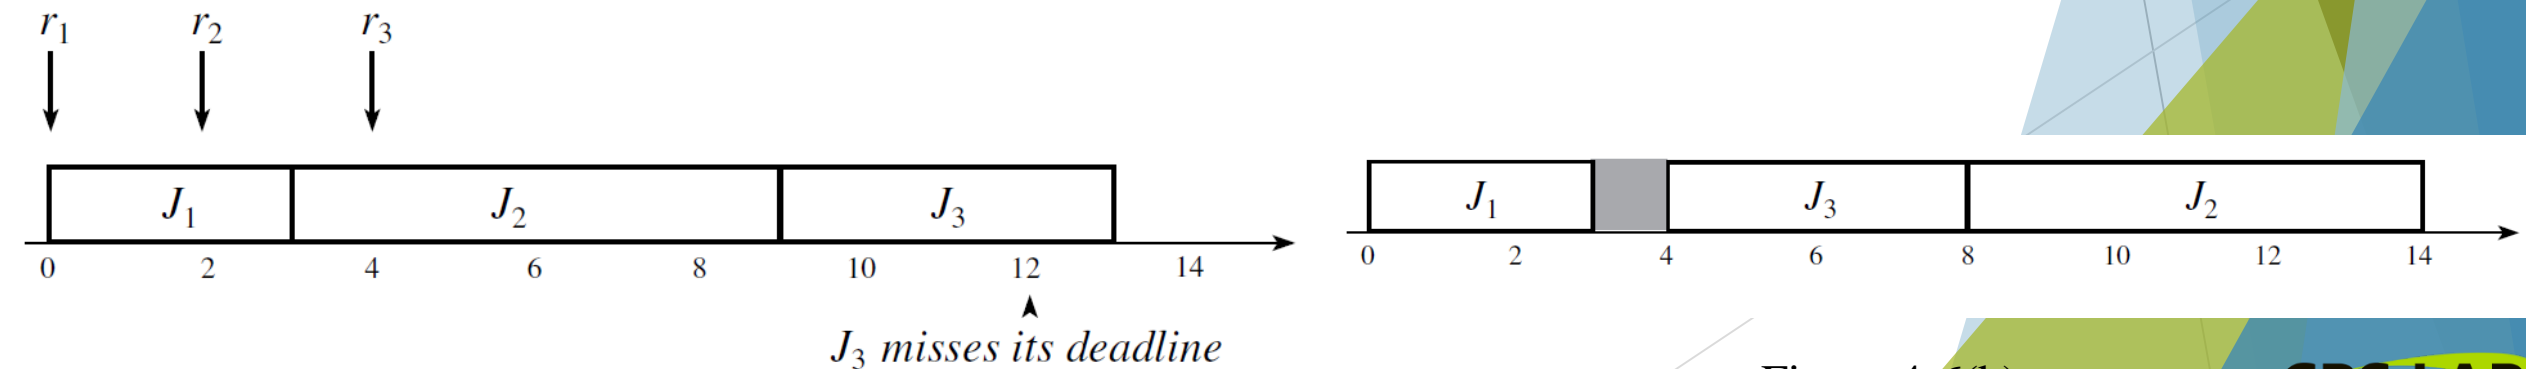 r1 r2 r3
J1 J2 J3
0 2 4 6 8 10 12 14
J3 misses its deadline
J1 J3 J2
0 2 4 6 8 10 12 14